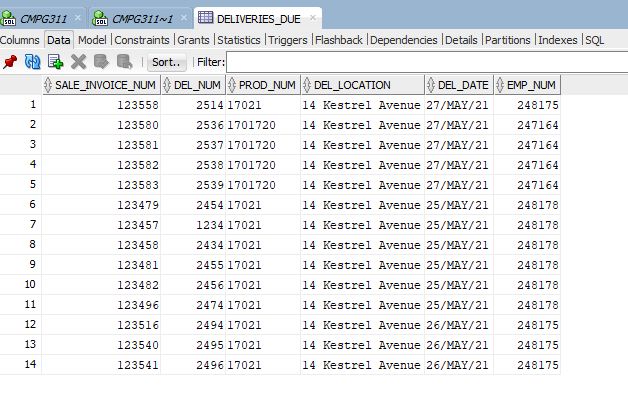 CMPG311 CMPG311~1 DELIVERIES_DUE
Columns Data Model Constraints Grants Statistics Triggers Flashback Dependencies Details Partitions Indexes SQL
Sort.. Filter:
SALE_INVOICE_NUM DEL_NUM PROD_NUM DEL_LOCATION DEL_DATE EMP_NUM
1 123558 2514 17021 14 Kestrel Avenue 27/MAY/21 248175
2 123580 2536 1701720 14 Kestrel Avenue 27/MAY/21 247164
3 123581 2537 1701720 14 Kestrel Avenue 27/MAY/21 247164
4 123582 2538 1701720 14 Kestrel Avenue 27/MAY/21 247164
5 123583 2539 1701720 14 Kestrel Avenue 27/MAY/21 247164
6 123479 2454 17021 14 Kestrel Avenue 25/MAY/21 248178
7 123457 1234 17021 14 Kestrel Avenue 25/MAY/21 248178
8 123458 2434 17021 14 Kestrel Avenue 25/MAY/21 248178
9 123481 2455 17021 14 Kestrel Avenue 25/MAY/21 248178
10 123482 2456 17021 14 Kestrel Avenue 25/MAY/21 248178
11 123496 2474 17021 14 Kestrel Avenue 25/MAY/21 248178
12 123516 2494 17021 14 Kestrel Avenue 26/MAY/21 248175
13 123540 2495 17021 14 Kestrel Avenue 26/MAY/21 248175
14 123541 2496 17021 14 Kestrel Avenue 26/MAY/21 248175